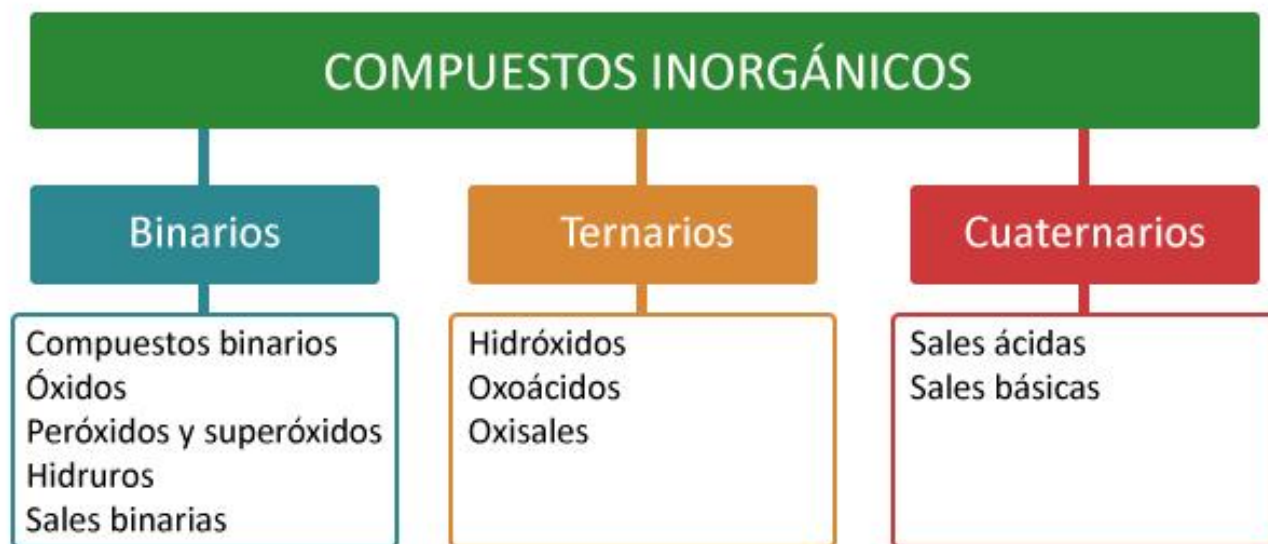 COMPUESTOS INORGÁNICOS
Binarios
Compuestos binarios
Óxidos
Peróxidos y superóxidos
Hidruros
Sales binarias
Ternarios
Hidróxidos
Oxoácidos
Oxisales
Cuaternarios
Sales ácidas
Sales básicas